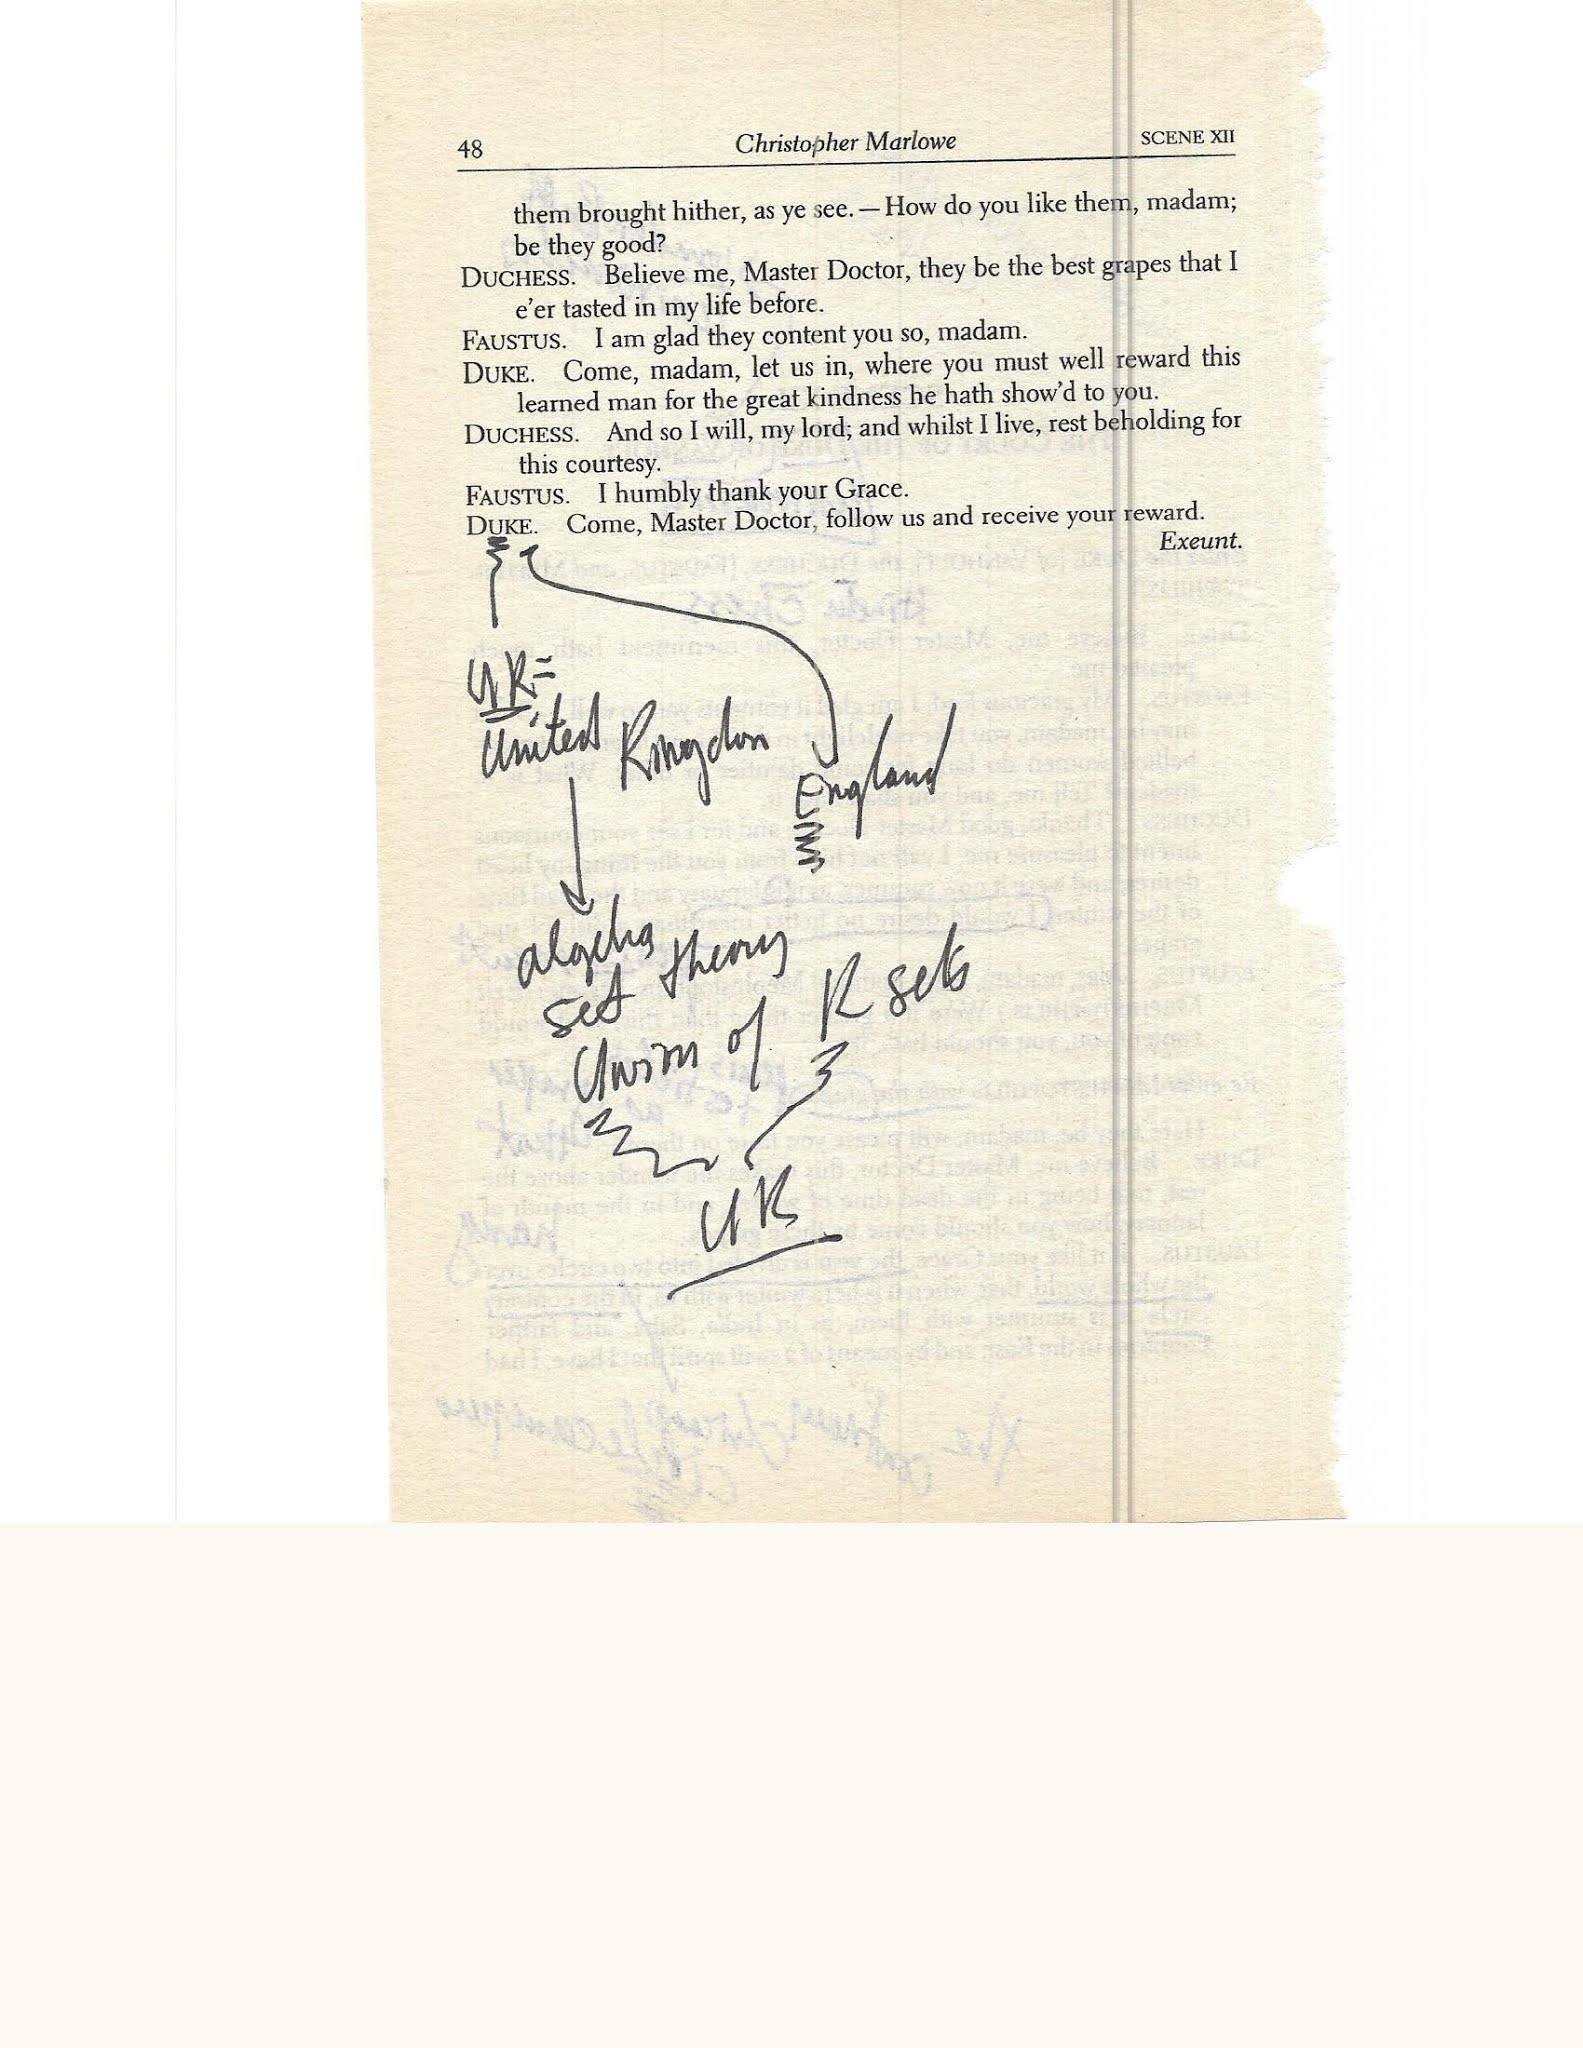 48 Christopher Marlowe SCENE XII
them brought hither, as ye see.—How do you like them, madam;
be they good?
DUCHESS. Believe me, Master Doctor, they be the best grapes that I
e'er tasted in my life before.
FAUSTUS. I am glad they content you so, madam.
DUKE. Come, madam, let us in, where you must well reward this
learned man for the great kindness he hath show'd to you.
DUCHESS. And so I will, my lord; and whilst I live, rest beholding for
this courtesy.
FAUSTUS. I humbly thank your Grace.
DUKE. Come, Master Doctor, follow us and receive your reward.
Exeunt.
UK=
United Kingdom
England
algebra
set theory
Union of K sets
UK